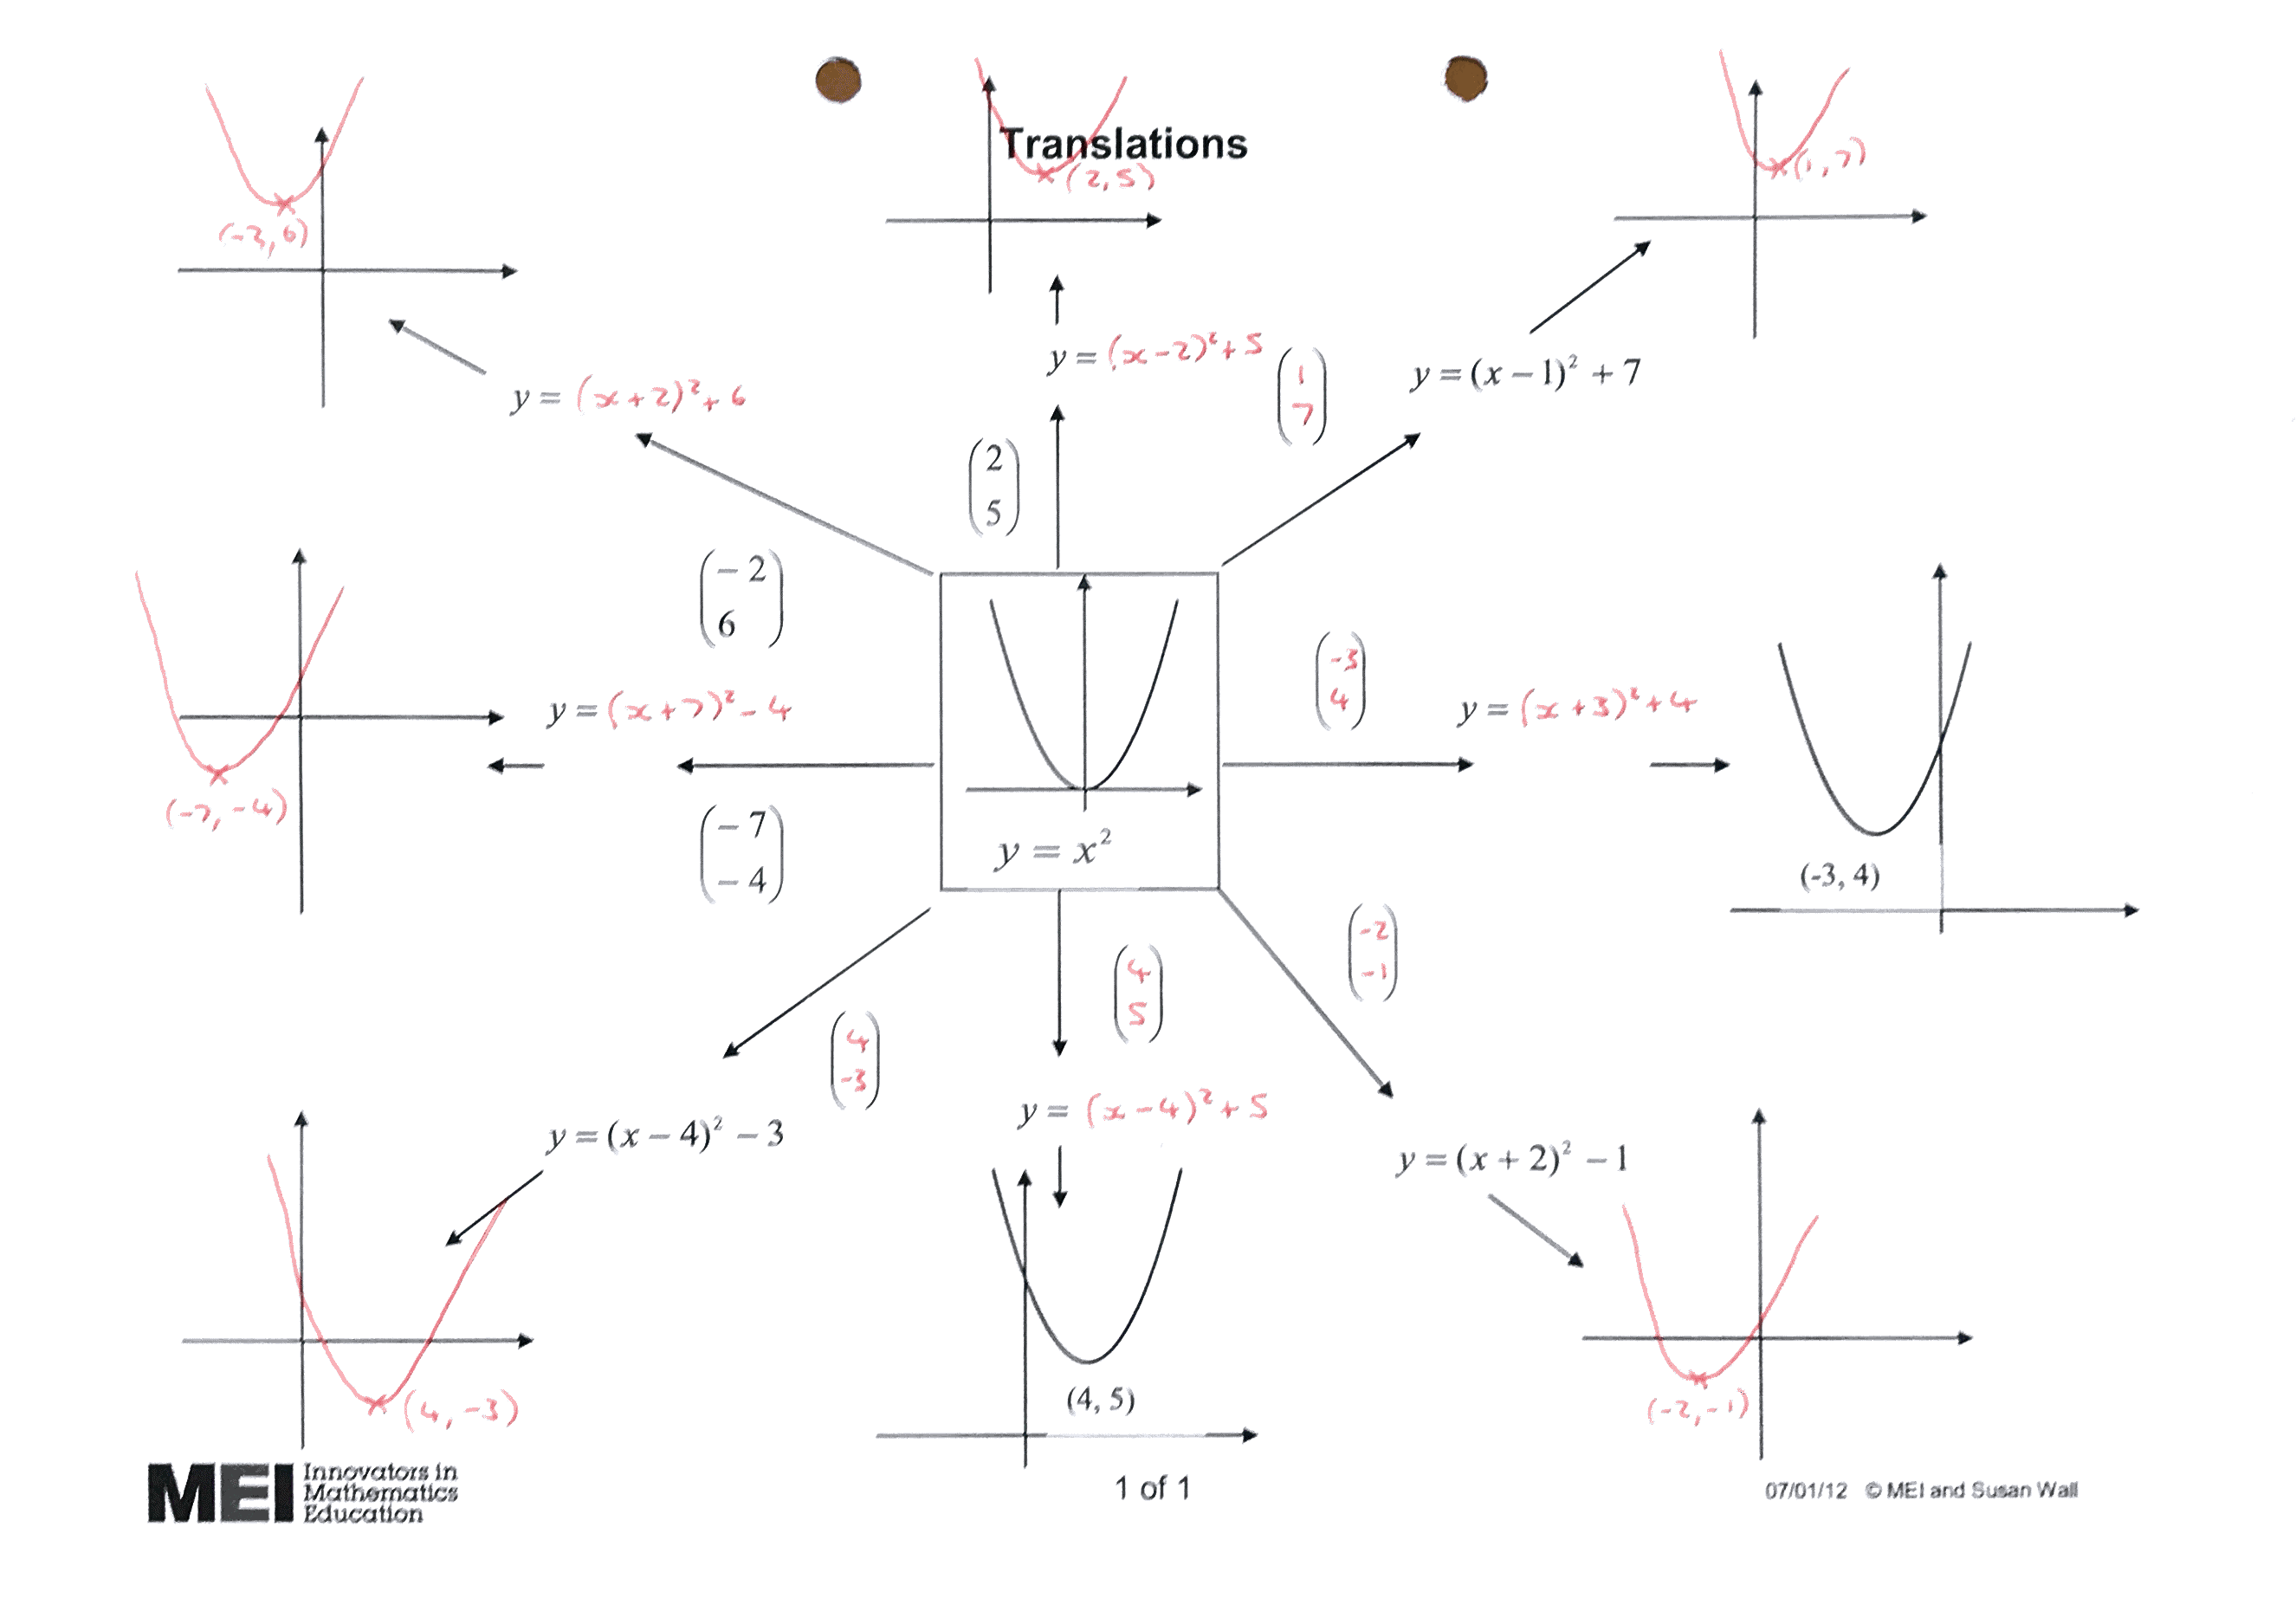 Translations
(2, 5)
(1, 7)
(-2, 6)
y = (x-2)²+5
y = (x − 1)² + 7
y = (x+2)²+6
(1
7)
(2
5)
(− 2
6)
(-3
4)
y = (x+7)²-4
y = (x+3)²+4
(-7, -4)
(− 7
− 4)
y = x²
(-3, 4)
(-2
-1)
(4
5)
(4
-3)
y = (x-4)²+5
y = (x − 4)² − 3
y = (x + 2)² − 1
(4, -3)
(4, 5)
(-2, -1)
MEI Innovators in
Mathematics
Education
1 of 1
07/01/12 © MEI and Susan Wall